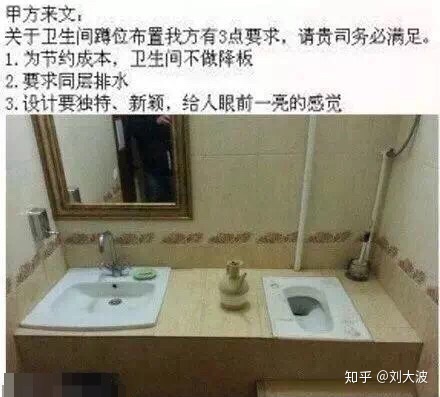 甲方来文：
关于卫生间蹲位布置我方有3点要求，请贵司务必满足。
1.为节约成本，卫生间不做降板
2.要求同层排水
3.设计要独特、新颖，给人眼前一亮的感觉
知乎 @刘大波